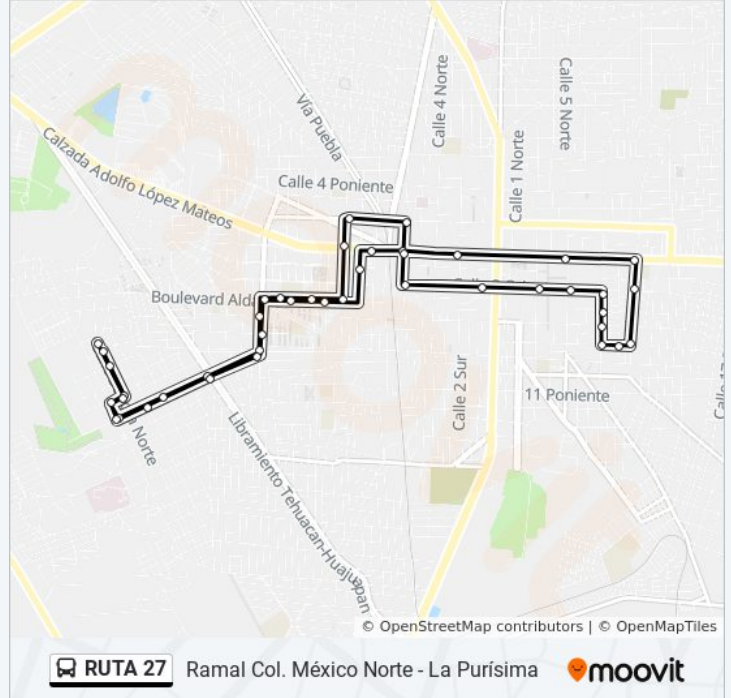 Calle 4 Norte
Calle 5 Norte
Vía Puebla
Calle 1 Norte
Calzada Adolfo López Mateos
Calle 4 Poniente
Boulevard Alda
Calle 2 Sur
11 Poniente
Norte
Libramiento Tehuacan-Huajuapan
© OpenStreetMap contributors | © OpenMapTiles
RUTA 27
Ramal Col. México Norte - La Purísima
moovit